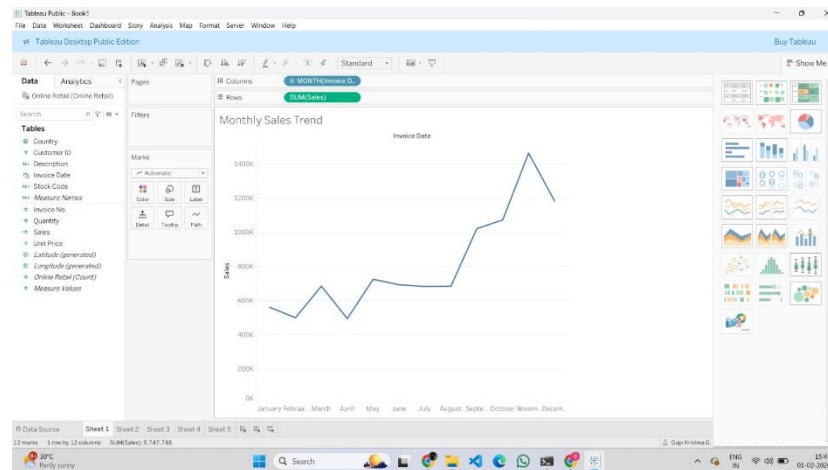 Tableau Public - Book1
File Data Worksheet Dashboard Story Analysis Map Format Server Window Help
Tableau Desktop Public Edition
Buy Tableau
Standard
Show Me
Data Analytics
Online Retail (Online Retail)
Search
Tables
Country
Customer ID
Description
Invoice Date
Stock Code
Measure Names
Invoice No
Quantity
Sales
Unit Price
Latitude (generated)
Longitude (generated)
Online Retail (Count)
Measure Values
Pages
Filters
Marks
Automatic
Color Size Label
Detail Tooltip Path
Columns MONTH(Invoice D..
Rows SUM(Sales)
Monthly Sales Trend
Invoice Date
Sales
1400K
1200K
1000K
800K
600K
400K
200K
0K
January Februa.. March April May June July August Septe.. October Novem.. Decem..
Data Source Sheet 1 Sheet 2 Sheet 3 Sheet 4 Sheet 5
12 marks 1 row by 12 columns SUM(Sales): 5,747,748
Gapi Krishna G.
30°C
Partly sunny
Search
ENG
IN
15:4
01-02-202